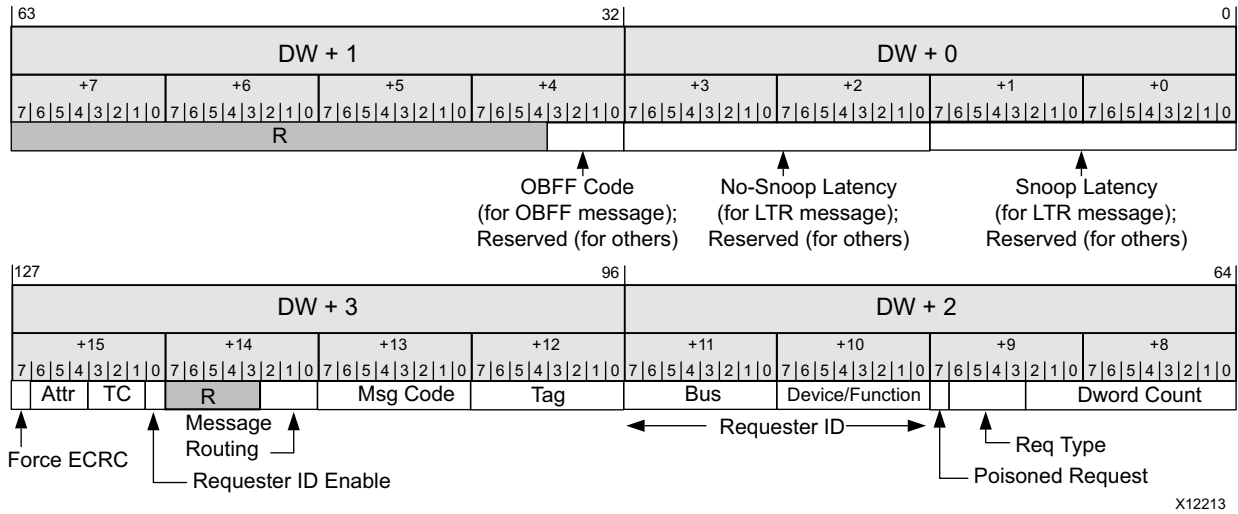 63 32 0
DW + 1 DW + 0
+7 +6 +5 +4 +3 +2 +1 +0
7 6 5 4 3 2 1 0 7 6 5 4 3 2 1 0 7 6 5 4 3 2 1 0 7 6 5 4 3 2 1 0 7 6 5 4 3 2 1 0 7 6 5 4 3 2 1 0 7 6 5 4 3 2 1 0 7 6 5 4 3 2 1 0
R
OBFF Code No-Snoop Latency Snoop Latency
(for OBFF message); (for LTR message); (for LTR message);
Reserved (for others) Reserved (for others) Reserved (for others)
127 96 64
DW + 3 DW + 2
+15 +14 +13 +12 +11 +10 +9 +8
7 6 5 4 3 2 1 0 7 6 5 4 3 2 1 0 7 6 5 4 3 2 1 0 7 6 5 4 3 2 1 0 7 6 5 4 3 2 1 0 7 6 5 4 3 2 1 0 7 6 5 4 3 2 1 0 7 6 5 4 3 2 1 0
Attr TC R Msg Code Tag Bus Device/Function Dword Count
Message
Routing
Requester ID
Req Type
Force ECRC
Requester ID Enable
Poisoned Request
X12213